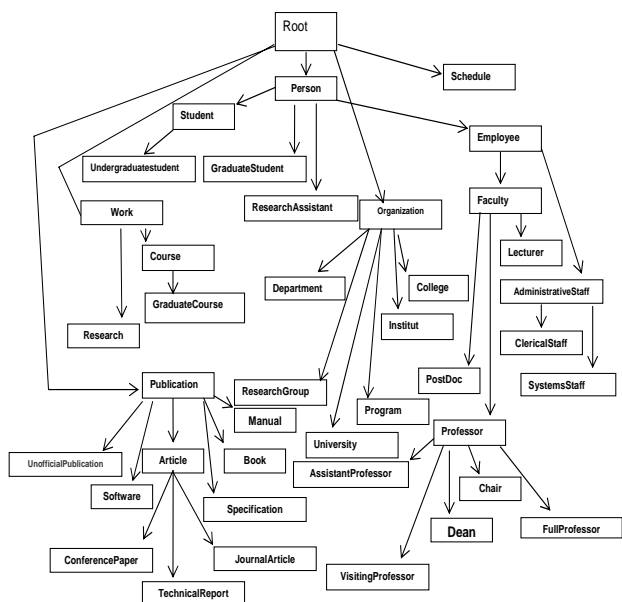 Root
Schedule
Person
Student
Employee
Undergraduatestudent
GraduateStudent
Faculty
ResearchAssistant
Work
Organization
Lecturer
Course
Department
College
AdministrativeStaff
GraduateCourse
Institut
Research
ClericalStaff
PostDoc
SystemsStaff
Publication
ResearchGroup
Program
Manual
Professor
University
UnofficialPublication
Article
Book
AssistantProfessor
Chair
Software
Specification
Dean
FullProfessor
ConferencePaper
JournalArticle
VisitingProfessor
TechnicalReport